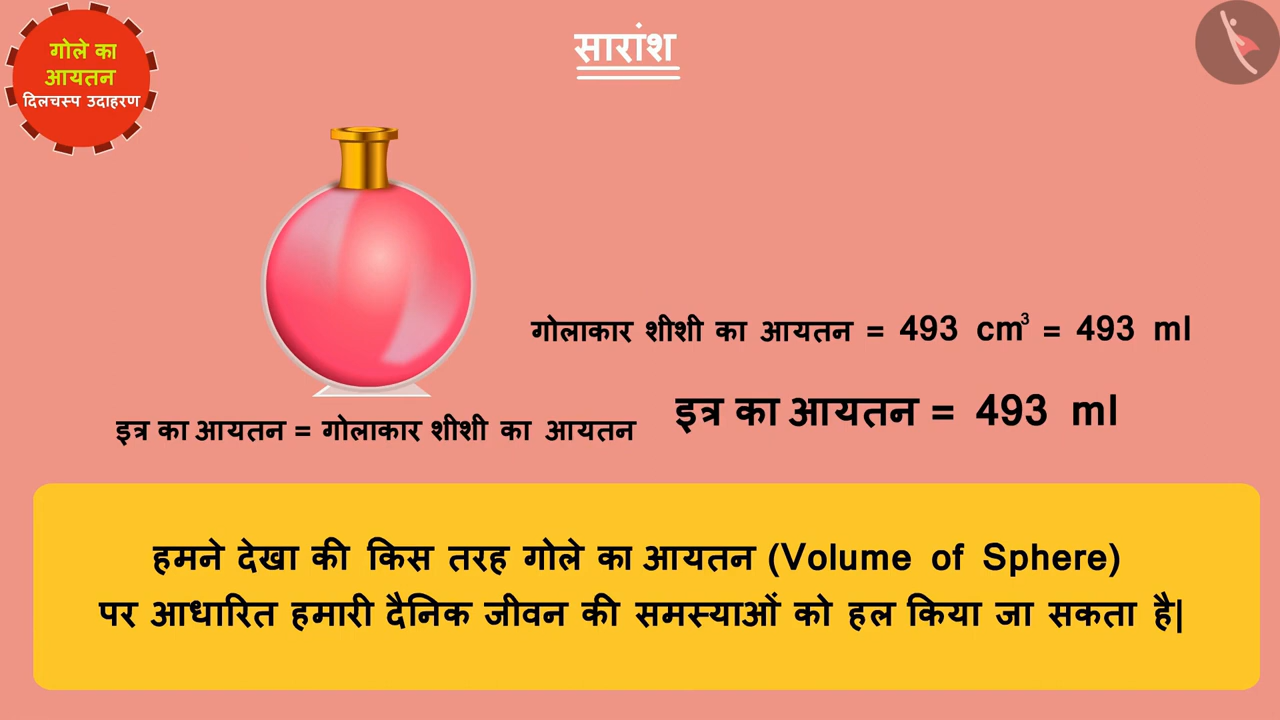 गोले का
आयतन
दिलचस्प उदाहरण
सारांश
गोलाकार शीशी का आयतन = 493 cm³ = 493 ml
इत्र का आयतन = गोलाकार शीशी का आयतन
इत्र का आयतन = 493 ml
हमने देखा की किस तरह गोले का आयतन (Volume of Sphere)
पर आधारित हमारी दैनिक जीवन की समस्याओं को हल किया जा सकता है|